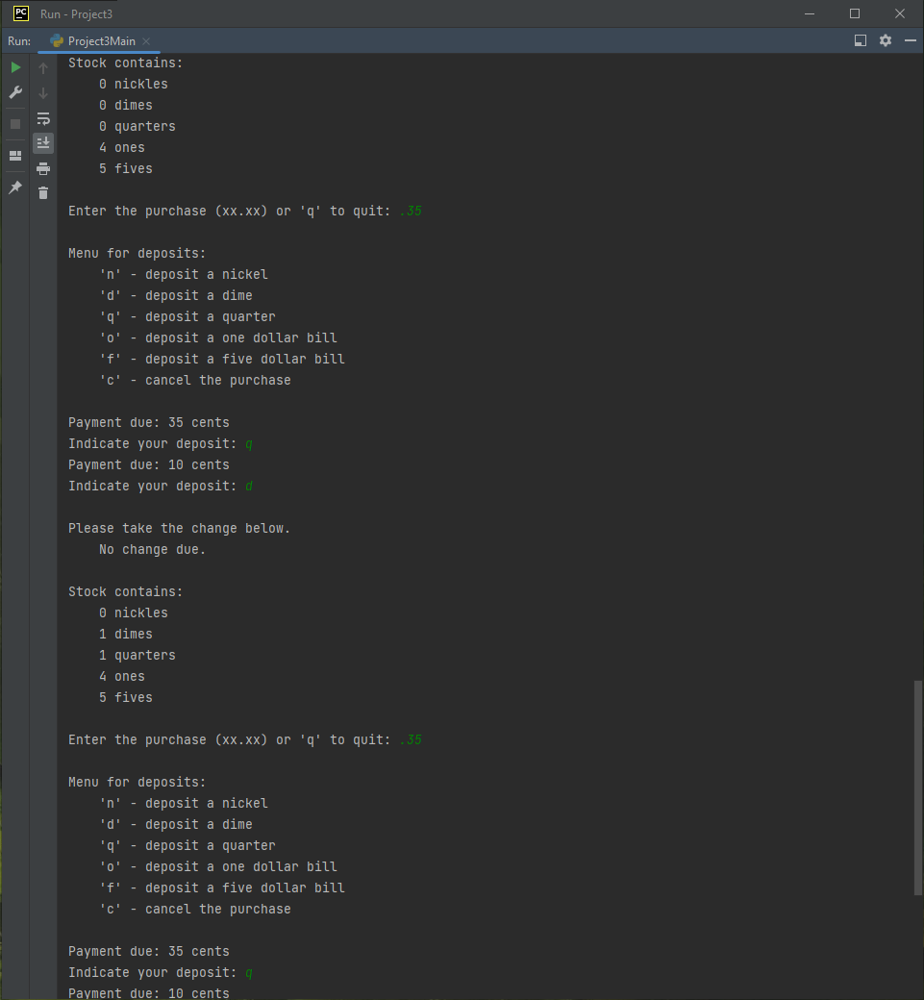 PC Run - Project3
Run: Project3Main
Stock contains:
    0 nickles
    0 dimes
    0 quarters
    4 ones
    5 fives
Enter the purchase (xx.xx) or 'q' to quit: .35
Menu for deposits:
    'n' - deposit a nickel
    'd' - deposit a dime
    'q' - deposit a quarter
    'o' - deposit a one dollar bill
    'f' - deposit a five dollar bill
    'c' - cancel the purchase
Payment due: 35 cents
Indicate your deposit: q
Payment due: 10 cents
Indicate your deposit: d
Please take the change below.
    No change due.
Stock contains:
    0 nickles
    1 dimes
    1 quarters
    4 ones
    5 fives
Enter the purchase (xx.xx) or 'q' to quit: .35
Menu for deposits:
    'n' - deposit a nickel
    'd' - deposit a dime
    'q' - deposit a quarter
    'o' - deposit a one dollar bill
    'f' - deposit a five dollar bill
    'c' - cancel the purchase
Payment due: 35 cents
Indicate your deposit: q
Payment due: 10 cents